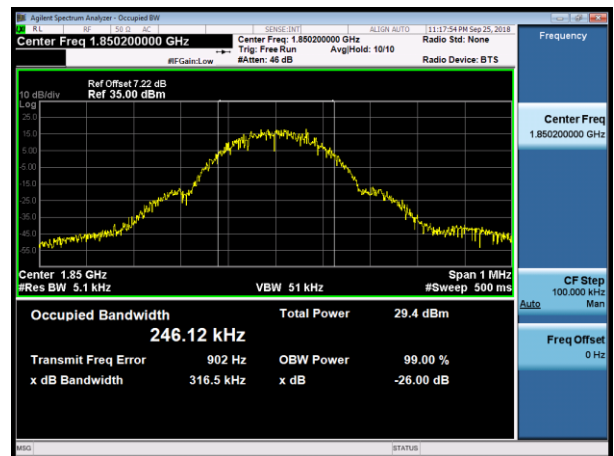 Agilent Spectrum Analyzer - Occupied BW
RL RF 50 Ω AC SENSE:INT ALIGN AUTO 11:17:54 PM Sep 25, 2018
Center Freq 1.850200000 GHz
Center Freq: 1.850200000 GHz
Radio Std: None
Trig: Free Run Avg|Hold: 10/10
#IFGain:Low
#Atten: 46 dB
Radio Device: BTS
Ref Offset 7.22 dB
10 dB/div Ref 35.00 dBm
Log
25.0
15.0
5.00
-5.00
-15.0
-25.0
-35.0
-45.0
-55.0
Center 1.85 GHz Span 1 MHz
#Res BW 5.1 kHz VBW 51 kHz #Sweep 500 ms
Occupied Bandwidth Total Power 29.4 dBm
246.12 kHz
Transmit Freq Error 902 Hz OBW Power 99.00 %
x dB Bandwidth 316.5 kHz x dB -26.00 dB
MSG STATUS
Frequency
Center Freq
1.850200000 GHz
CF Step
100.000 kHz
Auto Man
Freq Offset
0 Hz